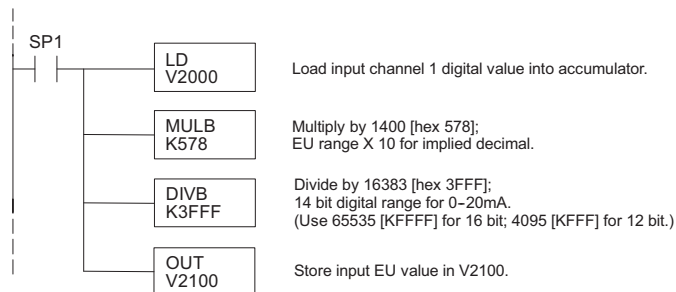 SP1
LD
V2000
Load input channel 1 digital value into accumulator.
MULB
K578
Multiply by 1400 [hex 578];
EU range X 10 for implied decimal.
DIVB
K3FFF
Divide by 16383 [hex 3FFF];
14 bit digital range for 0-20mA.
(Use 65535 [KFFFF] for 16 bit; 4095 [KFFF] for 12 bit.)
OUT
V2100
Store input EU value in V2100.